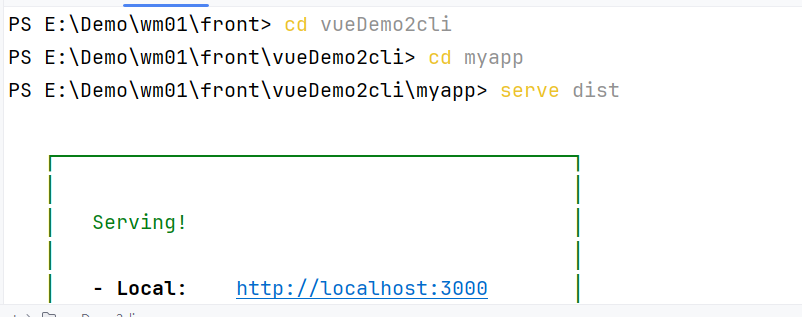 PS E:\Demo\wm01\front> cd vueDemo2cli
PS E:\Demo\wm01\front\vueDemo2cli> cd myapp
PS E:\Demo\wm01\front\vueDemo2cli\myapp> serve dist
Serving!
- Local: http://localhost:3000